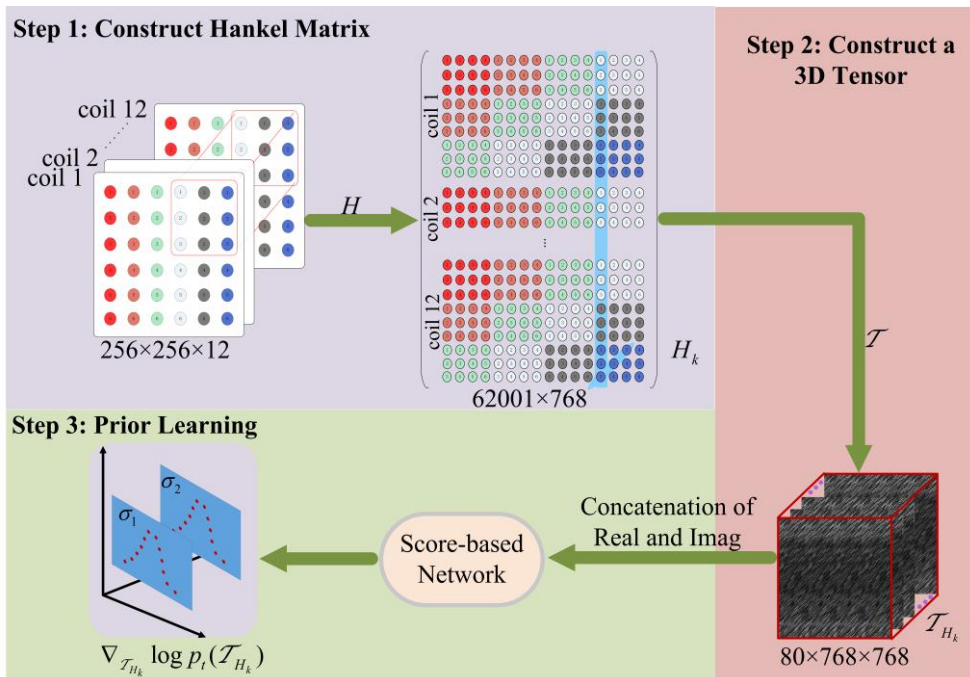 Step 1: Construct Hankel Matrix
coil 12
coil 2
coil 1
256×256×12
H
coil 1
coil 2
...
coil 12
H_k
62001×768
Step 2: Construct a
3D Tensor
𝒯
𝒯_{H_k}
80×768×768
Step 3: Prior Learning
σ₁
σ₂
∇_{𝒯_{H_k}} log p_t(𝒯_{H_k})
Score-based
Network
Concatenation of
Real and Imag